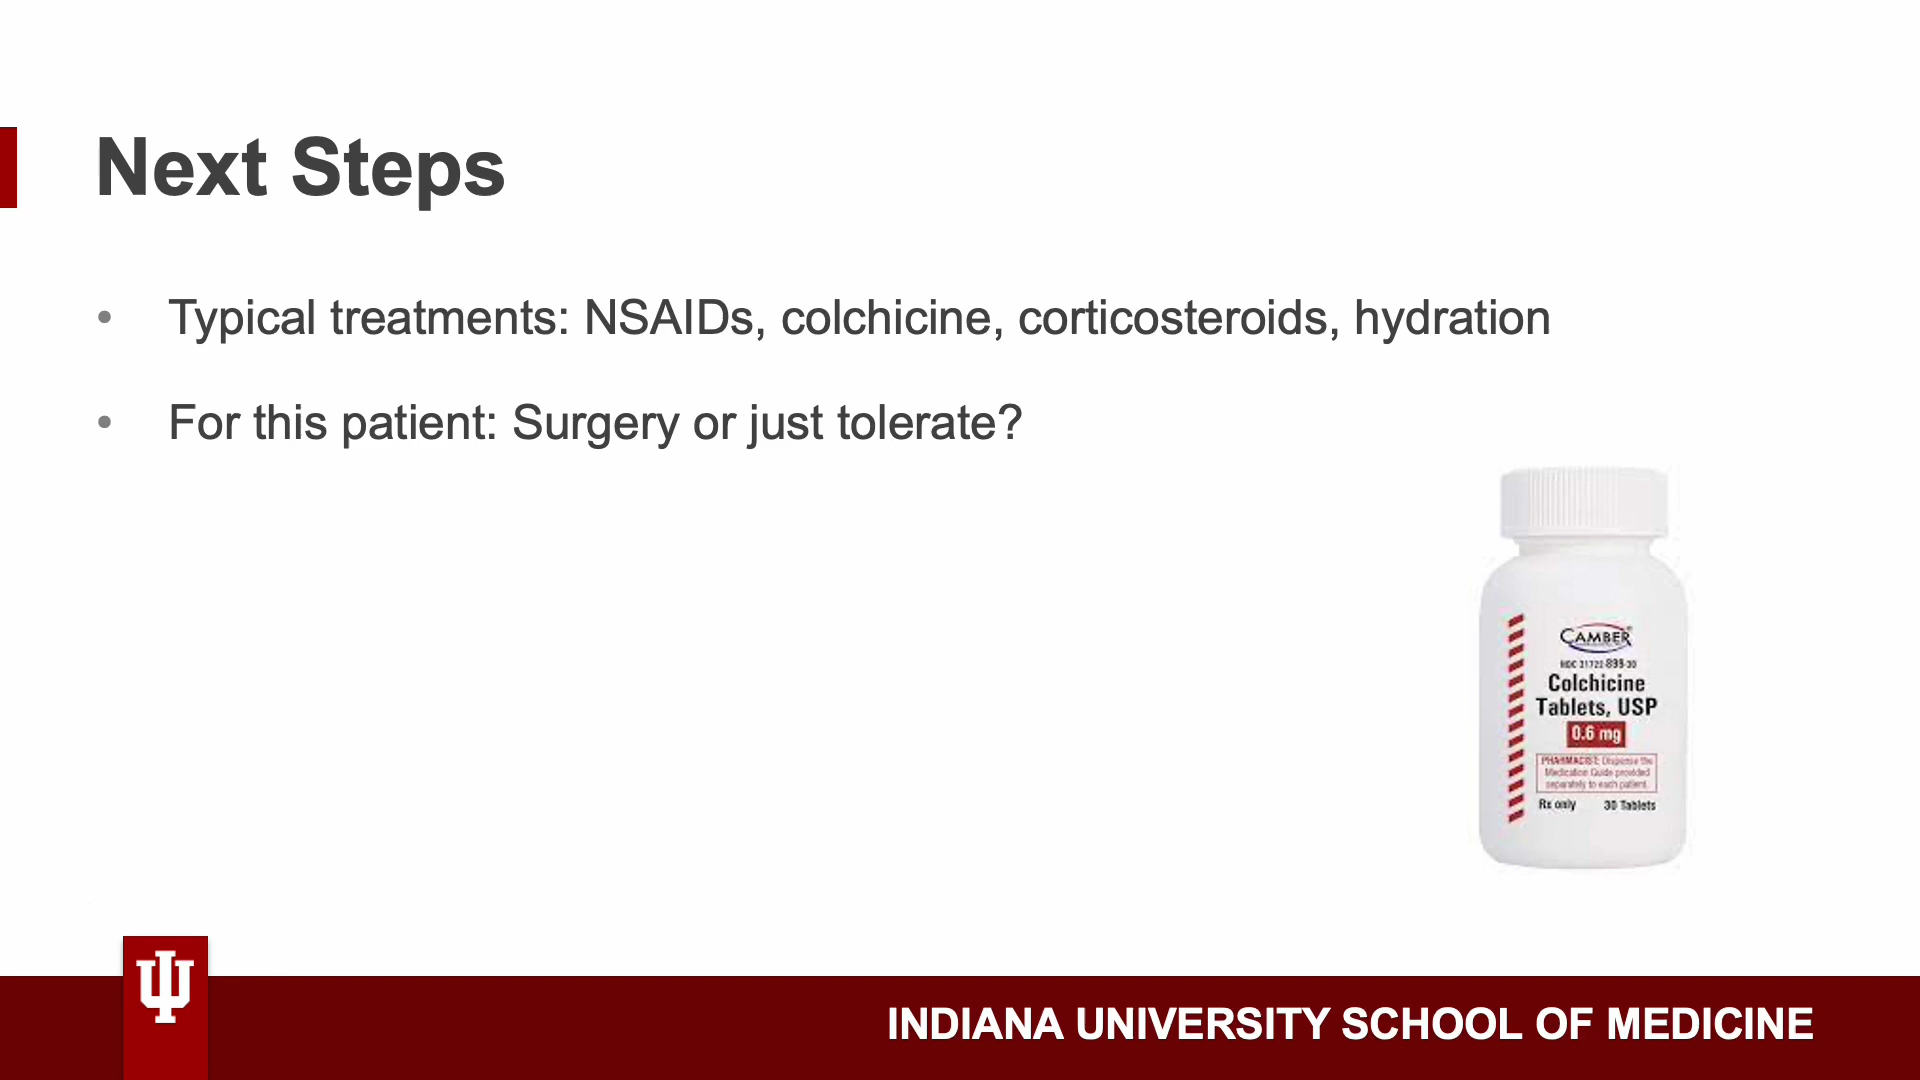 Next Steps
• Typical treatments: NSAIDs, colchicine, corticosteroids, hydration
• For this patient: Surgery or just tolerate?
CAMBER
NDC 31722-899-30
Colchicine
Tablets, USP
0.6 mg
PHARMACIST: Dispense the
Medication Guide provided
separately to each patient.
Rx only 30 Tablets
INDIANA UNIVERSITY SCHOOL OF MEDICINE